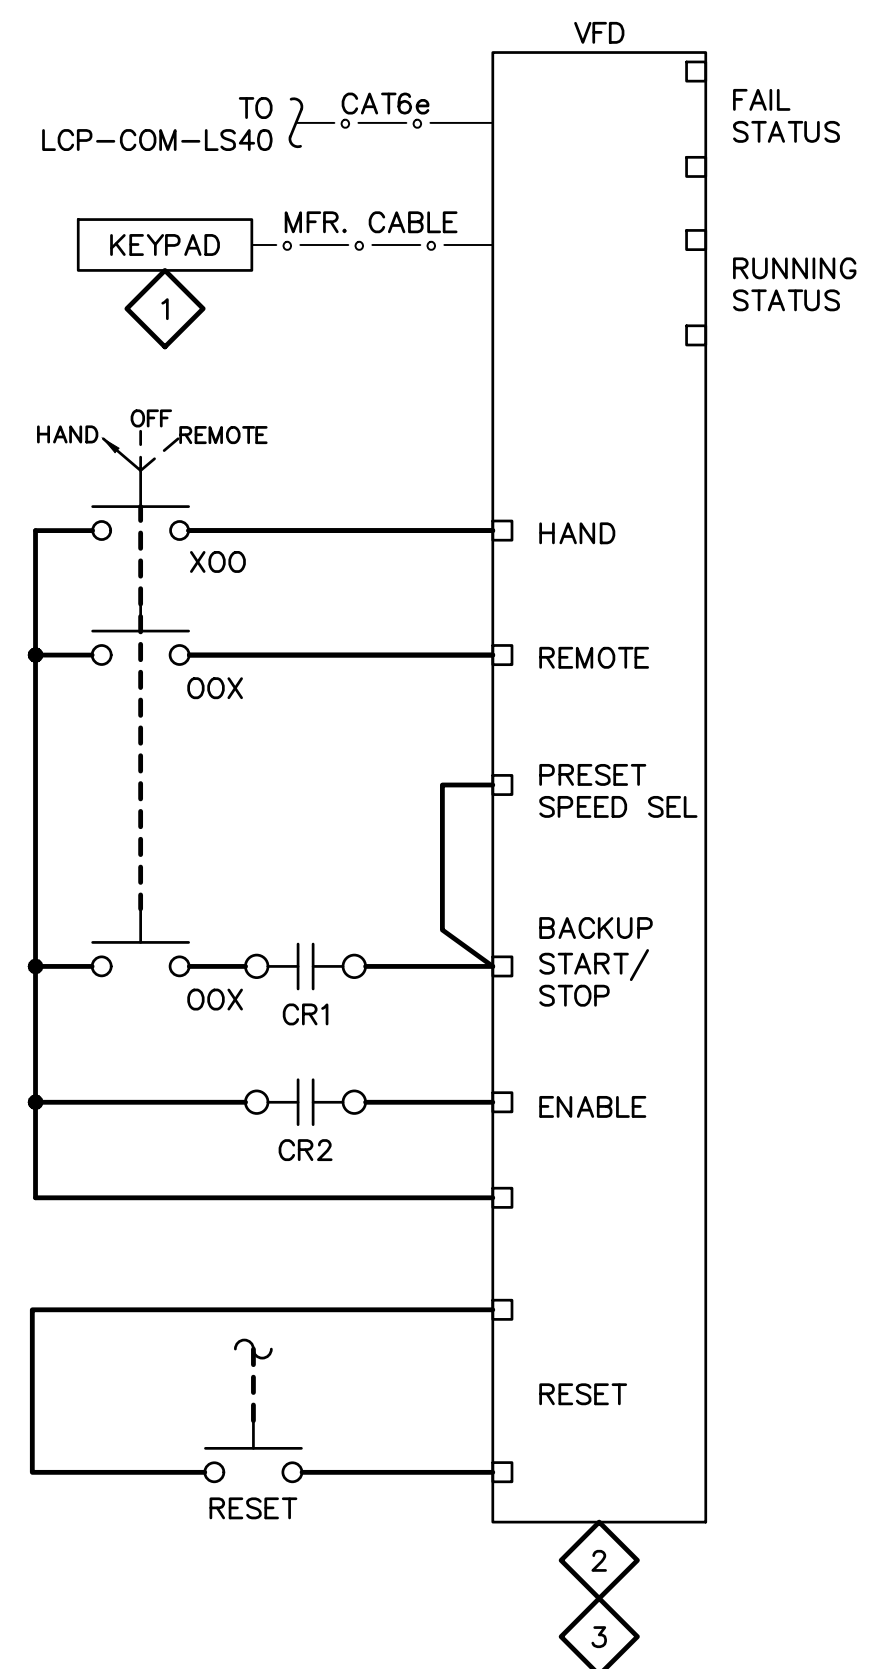 VFD
TO
LCP-COM-LS40
CAT6e
FAIL
STATUS
MFR. CABLE
KEYPAD
1
RUNNING
STATUS
OFF
HAND
REMOTE
HAND
XOO
REMOTE
OOX
PRESET
SPEED SEL
BACKUP
START/
STOP
OOX
CR1
ENABLE
CR2
RESET
RESET
2
3